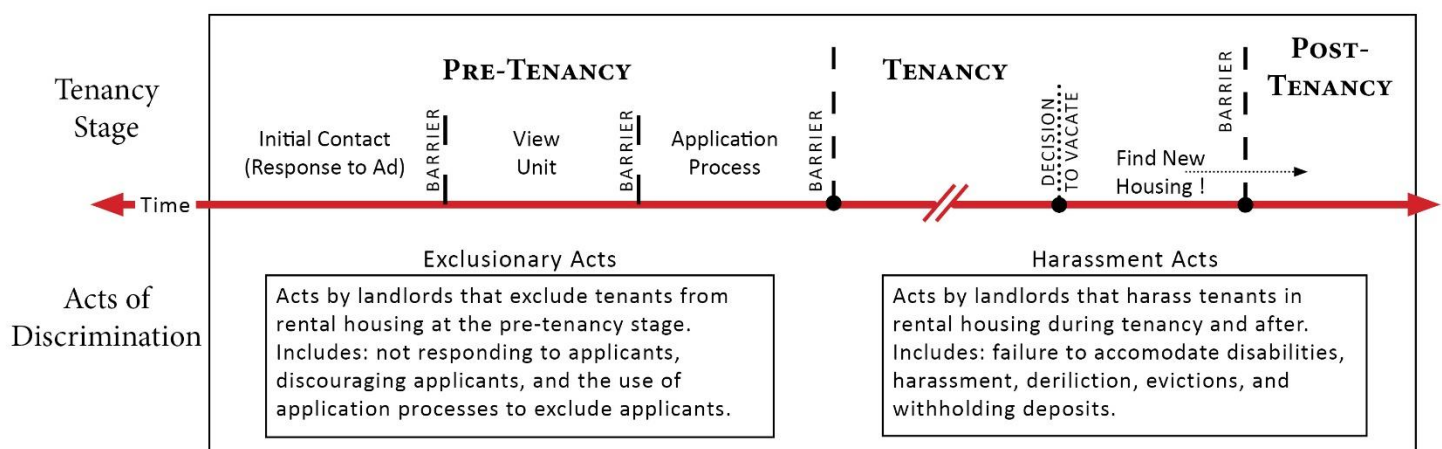 Tenancy
Stage
PRE-TENANCY
TENANCY
POST-
TENANCY
Initial Contact
(Response to Ad)
BARRIER
View
Unit
BARRIER
Application
Process
BARRIER
DECISION
TO VACATE
Find New
Housing !
BARRIER
Time
Acts of
Discrimination
Exclusionary Acts
Acts by landlords that exclude tenants from
rental housing at the pre-tenancy stage.
Includes: not responding to applicants,
discouraging applicants, and the use of
application processes to exclude applicants.
Harassment Acts
Acts by landlords that harass tenants in
rental housing during tenancy and after.
Includes: failure to accomodate disabilities,
harassment, deriliction, evictions, and
withholding deposits.